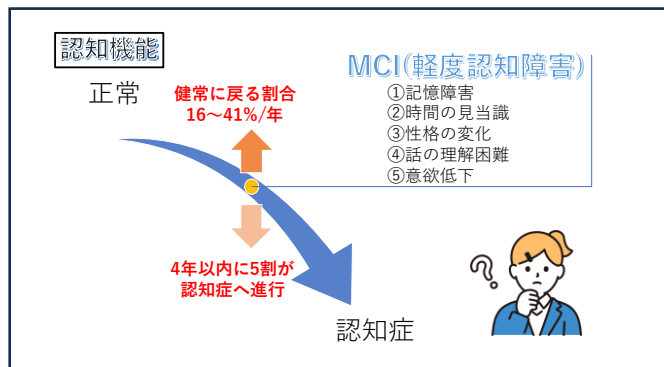 認知機能
正常
健常に戻る割合
16～41%/年
MCI(軽度認知障害)
①記憶障害
②時間の見当識
③性格の変化
④話の理解困難
⑤意欲低下
4年以内に5割が
認知症へ進行
認知症
?